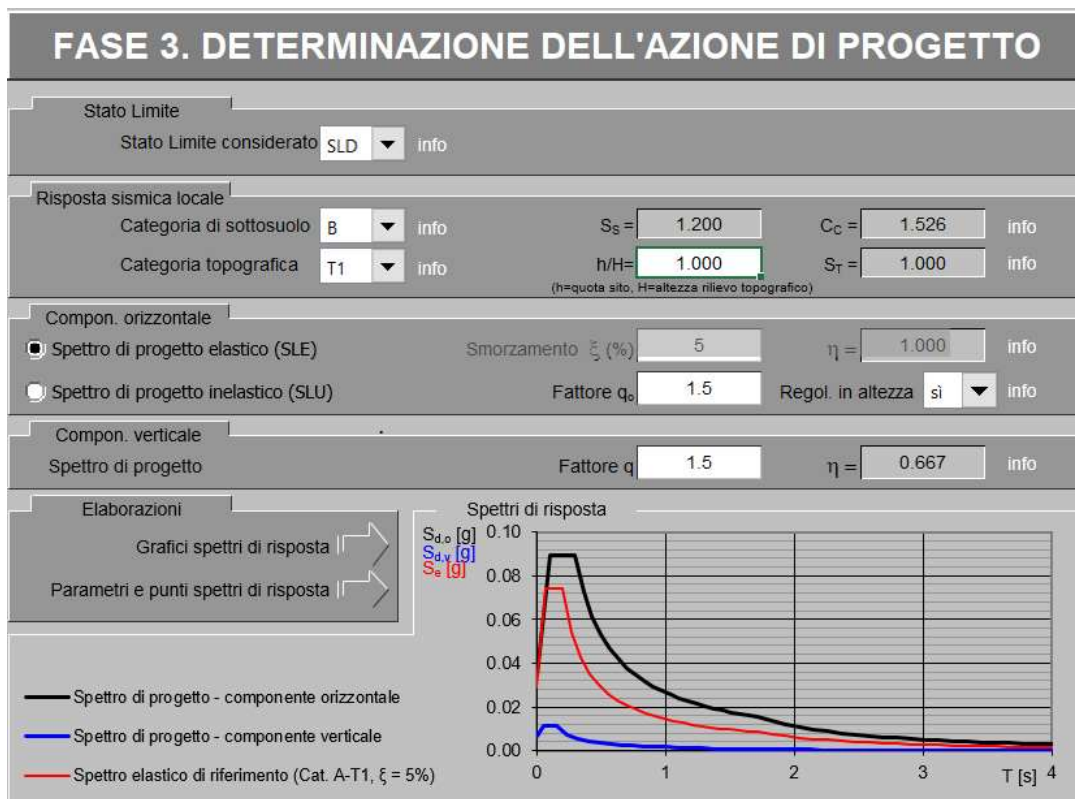 FASE 3. DETERMINAZIONE DELL'AZIONE DI PROGETTO
Stato Limite
Stato Limite considerato SLD info
Risposta sismica locale
Categoria di sottosuolo B info S_S = 1.200 C_C = 1.526 info
Categoria topografica T1 info h/H= 1.000 S_T = 1.000 info
(h=quota sito, H=altezza rilievo topografico)
Compon. orizzontale
Spettro di progetto elastico (SLE) Smorzamento ξ (%) 5 η = 1.000 info
Spettro di progetto inelastico (SLU) Fattore q_o 1.5 Regol. in altezza sì info
Compon. verticale
Spettro di progetto Fattore q 1.5 η = 0.667 info
Elaborazioni
Grafici spettri di risposta
Parametri e punti spettri di risposta
Spettri di risposta
S_d,o [g]
S_d,v [g]
S_e [g]
0.10
0.08
0.06
0.04
0.02
0.00
0 1 2 3 T [s] 4
Spettro di progetto - componente orizzontale
Spettro di progetto - componente verticale
Spettro elastico di riferimento (Cat. A-T1, ξ = 5%)